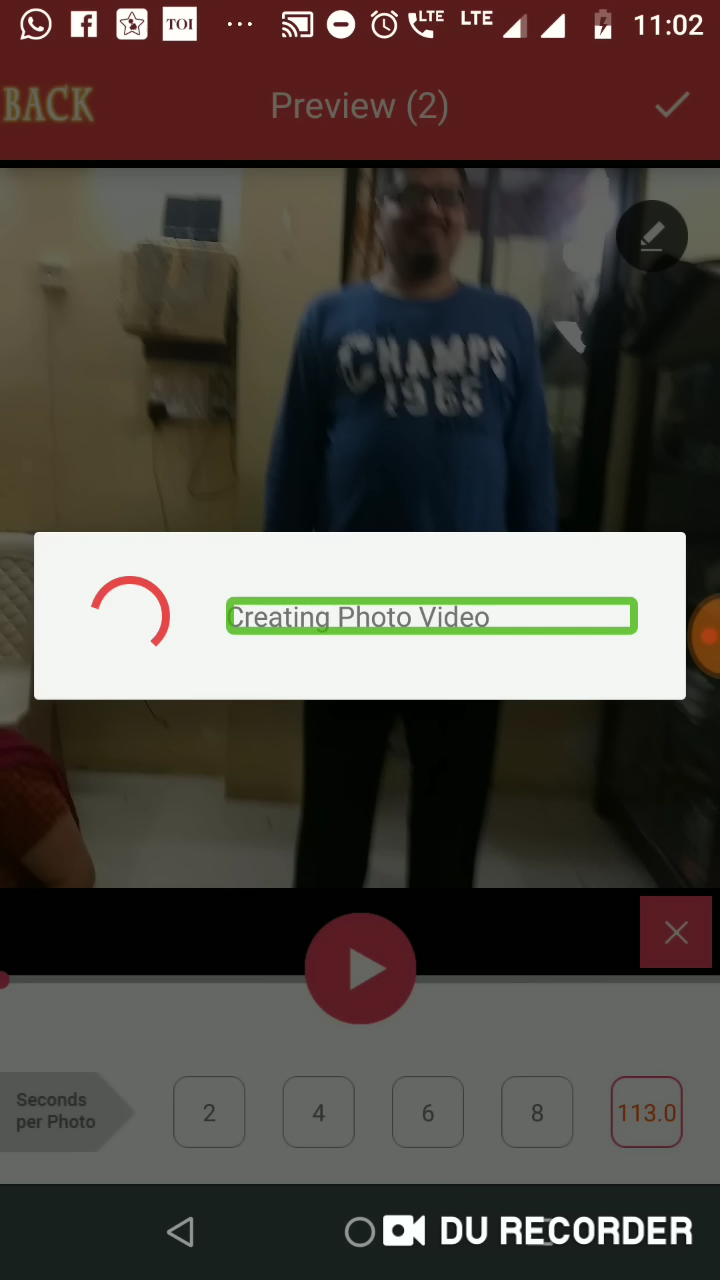 TOI
LTE
LTE
11:02
BACK
Preview (2)
CHAMPS
1965
Creating Photo Video
Seconds
per Photo
2
4
6
8
113.0
DU RECORDER